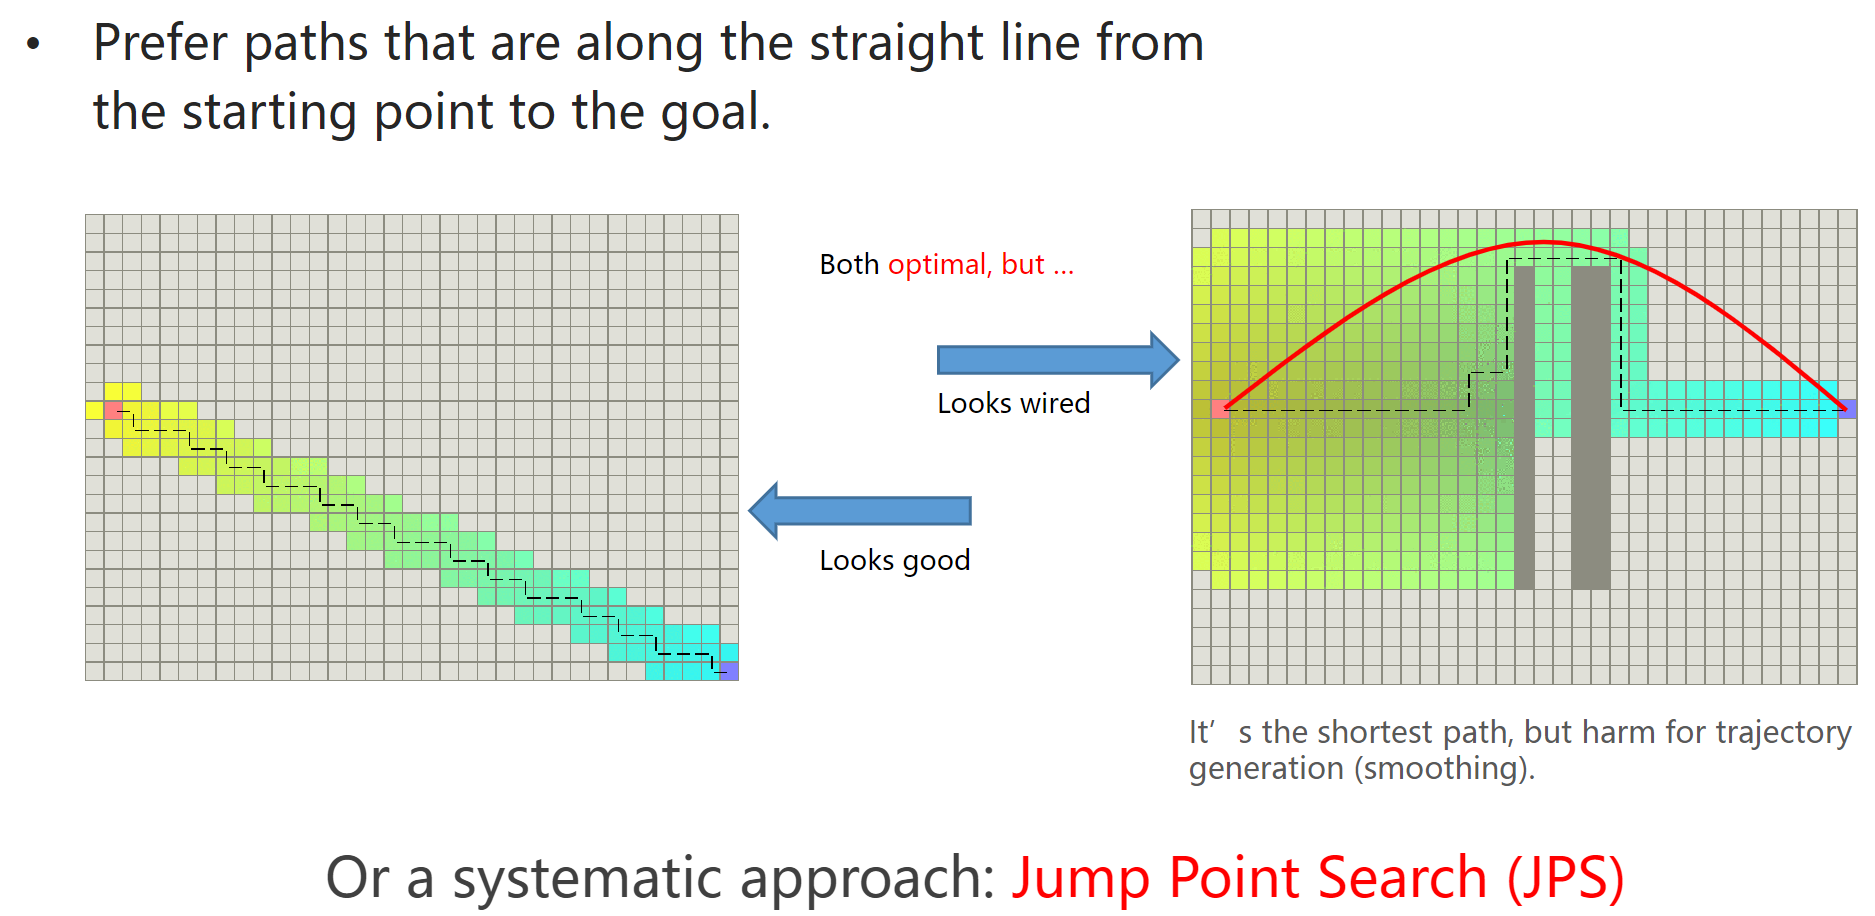 • Prefer paths that are along the straight line from
the starting point to the goal.
Both optimal, but ...
Looks wired
Looks good
It’ s the shortest path, but harm for trajectory
generation (smoothing).
Or a systematic approach: Jump Point Search (JPS)